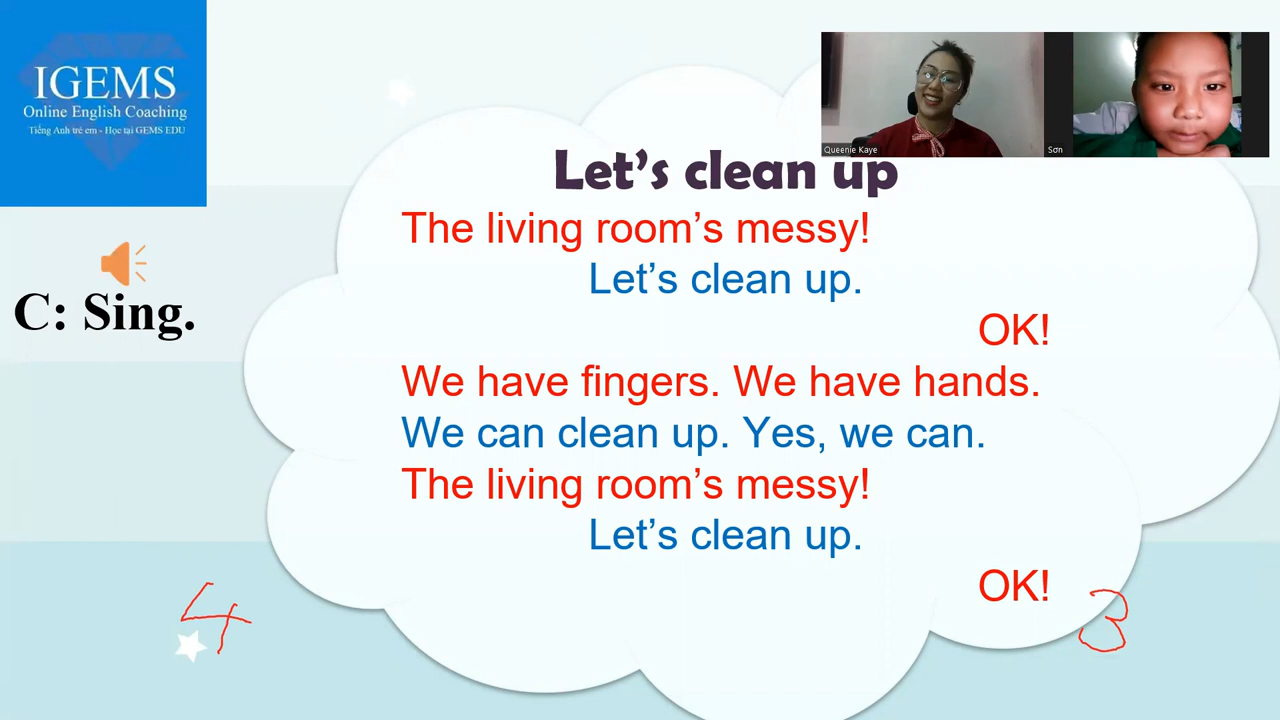 IGEMS
Online English Coaching
Tiếng Anh trẻ em - Học tại GEMS EDU
Queenie Kaye
Sơn
Let's clean up
The living room's messy!
Let's clean up.
OK!
C: Sing.
We have fingers. We have hands.
We can clean up. Yes, we can.
The living room's messy!
Let's clean up.
OK!
4
3